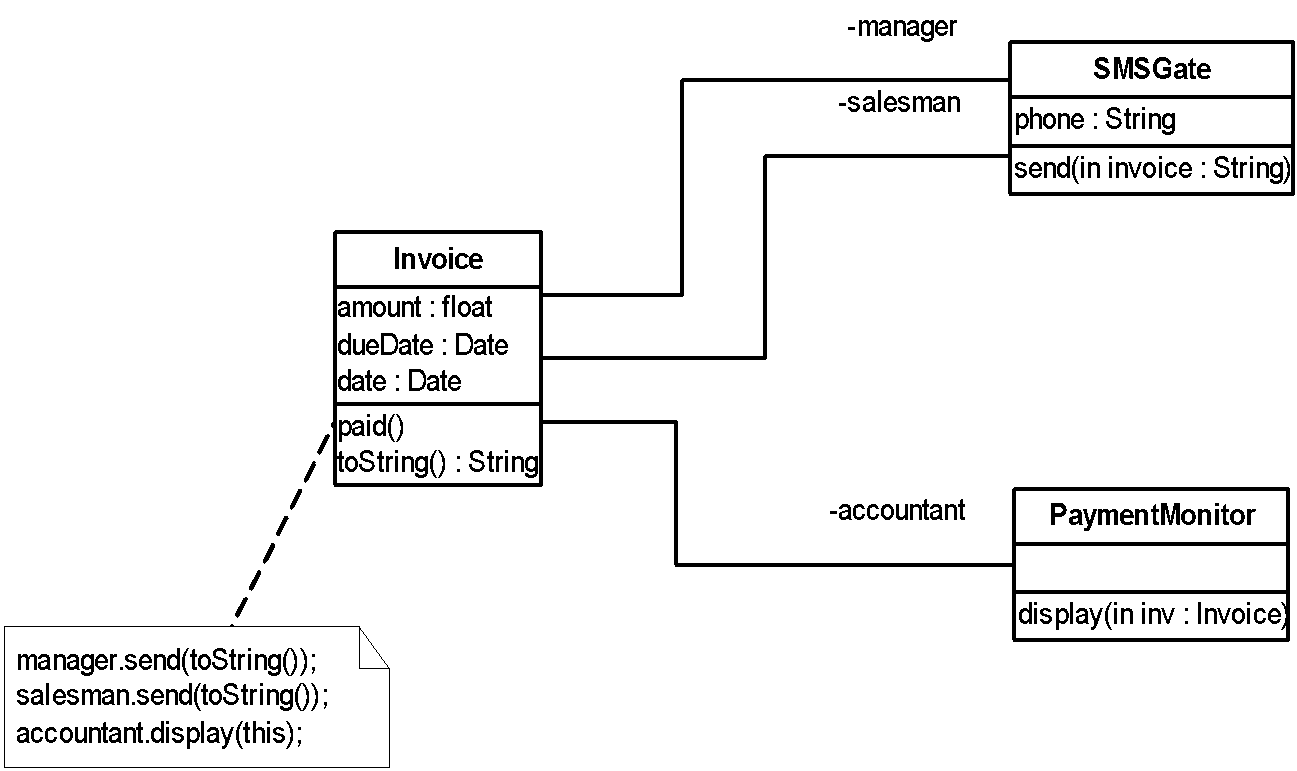 -manager
SMSGate
-salesman
phone : String
send(in invoice : String)
Invoice
amount : float
dueDate : Date
date : Date
paid()
toString() : String
-accountant
PaymentMonitor
display(in inv : Invoice)
manager.send(toString());
salesman.send(toString());
accountant.display(this);